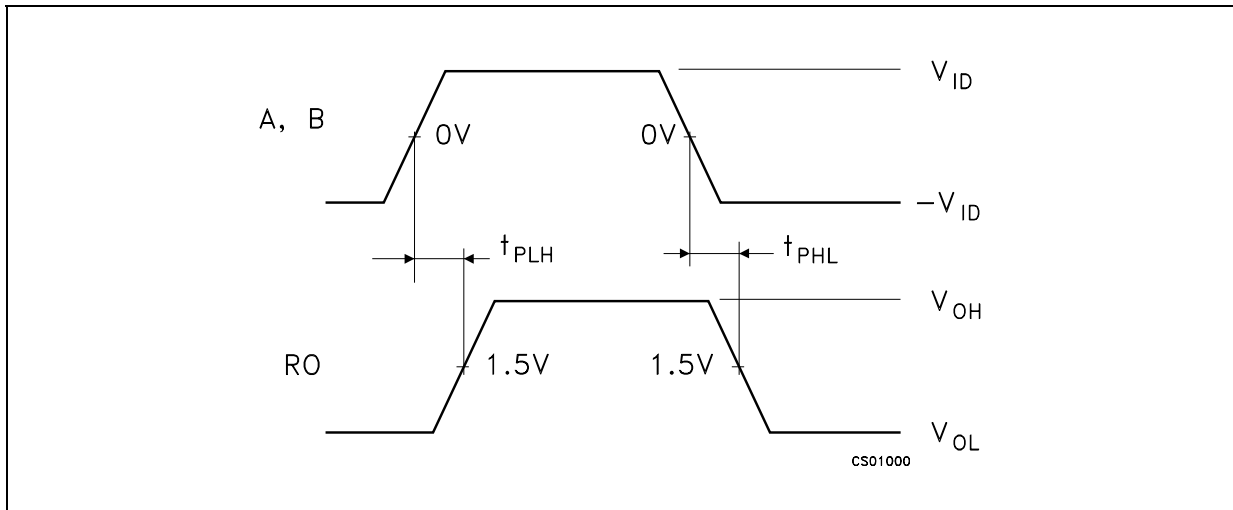 V_ID
A, B
0V
0V
-V_ID
t_PLH
t_PHL
V_OH
RO
1.5V
1.5V
V_OL
CS01000